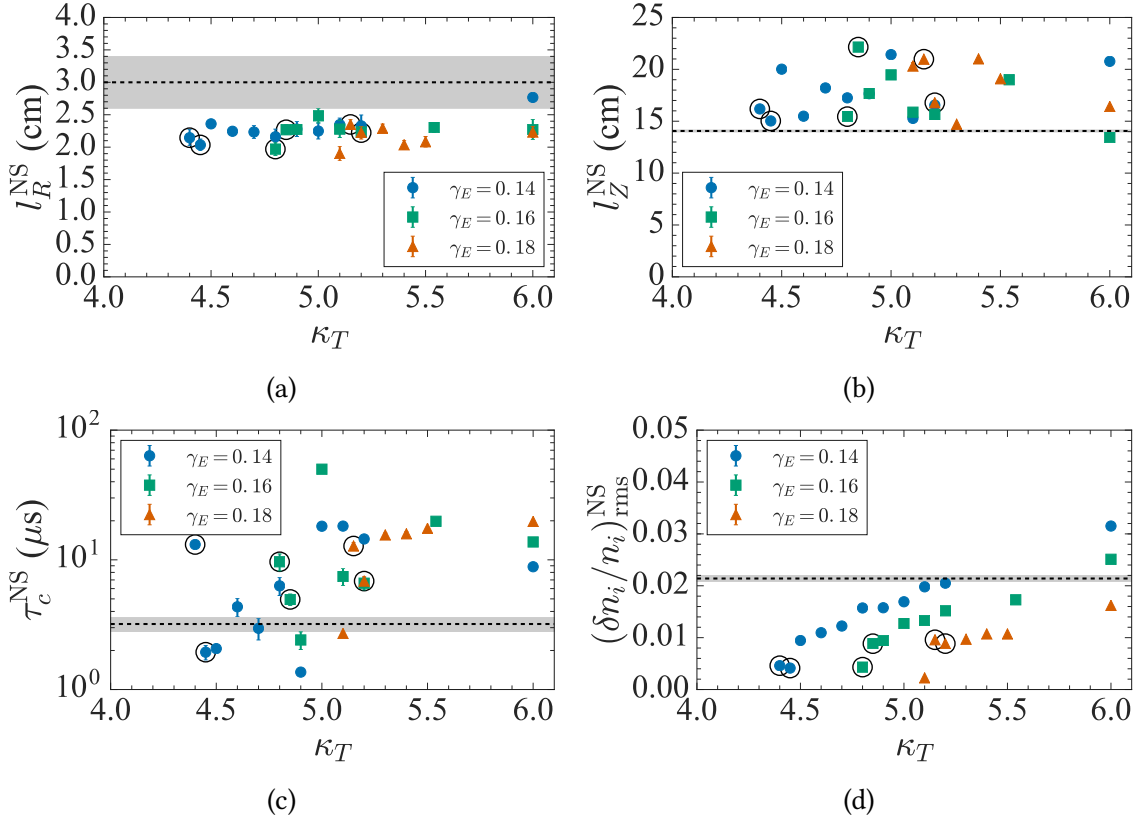 4.0
3.5
3.0
2.5
2.0
1.5
1.0
0.5
0.0
l_R^NS (cm)
γ_E = 0.14
γ_E = 0.16
γ_E = 0.18
4.0 4.5 5.0 5.5 6.0
κ_T
(a)
25
20
15
10
5
0
l_Z^NS (cm)
γ_E = 0.14
γ_E = 0.16
γ_E = 0.18
4.0 4.5 5.0 5.5 6.0
κ_T
(b)
10^2
10^1
10^0
τ_c^NS (μs)
γ_E = 0.14
γ_E = 0.16
γ_E = 0.18
4.0 4.5 5.0 5.5 6.0
κ_T
(c)
0.05
0.04
0.03
0.02
0.01
0.00
(δn_i/n_i)_rms^NS
γ_E = 0.14
γ_E = 0.16
γ_E = 0.18
4.0 4.5 5.0 5.5 6.0
κ_T
(d)